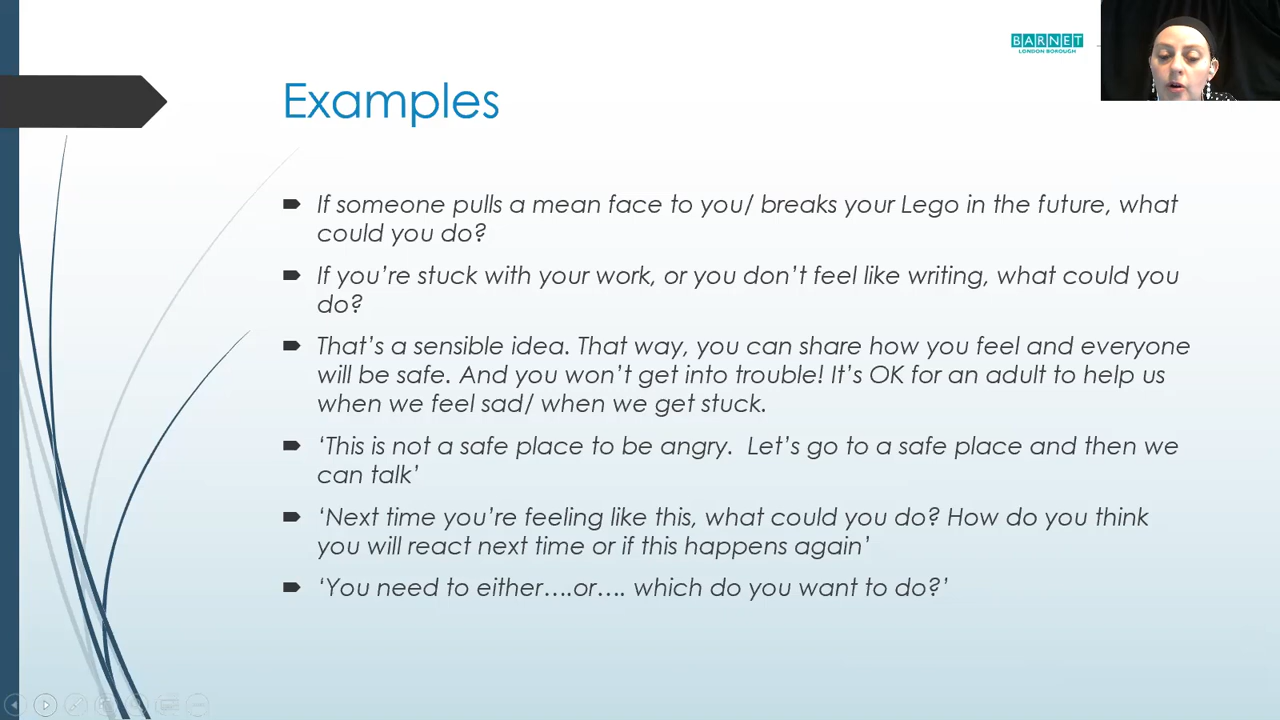 BARNET
LONDON BOROUGH
Examples
If someone pulls a mean face to you/ breaks your Lego in the future, what
could you do?
If you’re stuck with your work, or you don’t feel like writing, what could you
do?
That’s a sensible idea. That way, you can share how you feel and everyone
will be safe. And you won’t get into trouble! It’s OK for an adult to help us
when we feel sad/ when we get stuck.
‘This is not a safe place to be angry.  Let’s go to a safe place and then we
can talk’
‘Next time you’re feeling like this, what could you do? How do you think
you will react next time or if this happens again’
‘You need to either….or…. which do you want to do?’